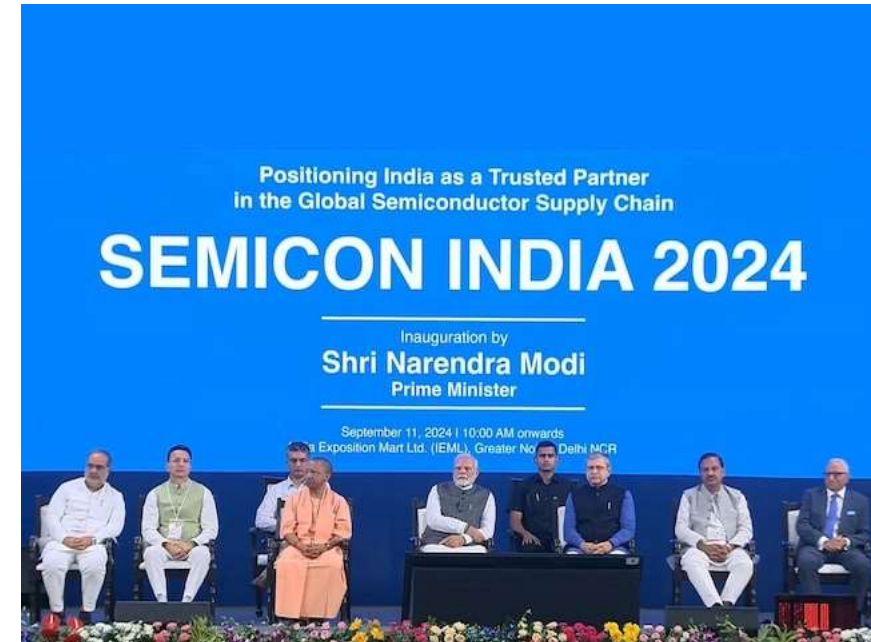 Positioning India as a Trusted Partner
in the Global Semiconductor Supply Chain
SEMICON INDIA 2024
Inauguration by
Shri Narendra Modi
Prime Minister
September 11, 2024 | 10:00 AM onwards
Exposition Mart Ltd. (IEML), Greater Delhi NCR